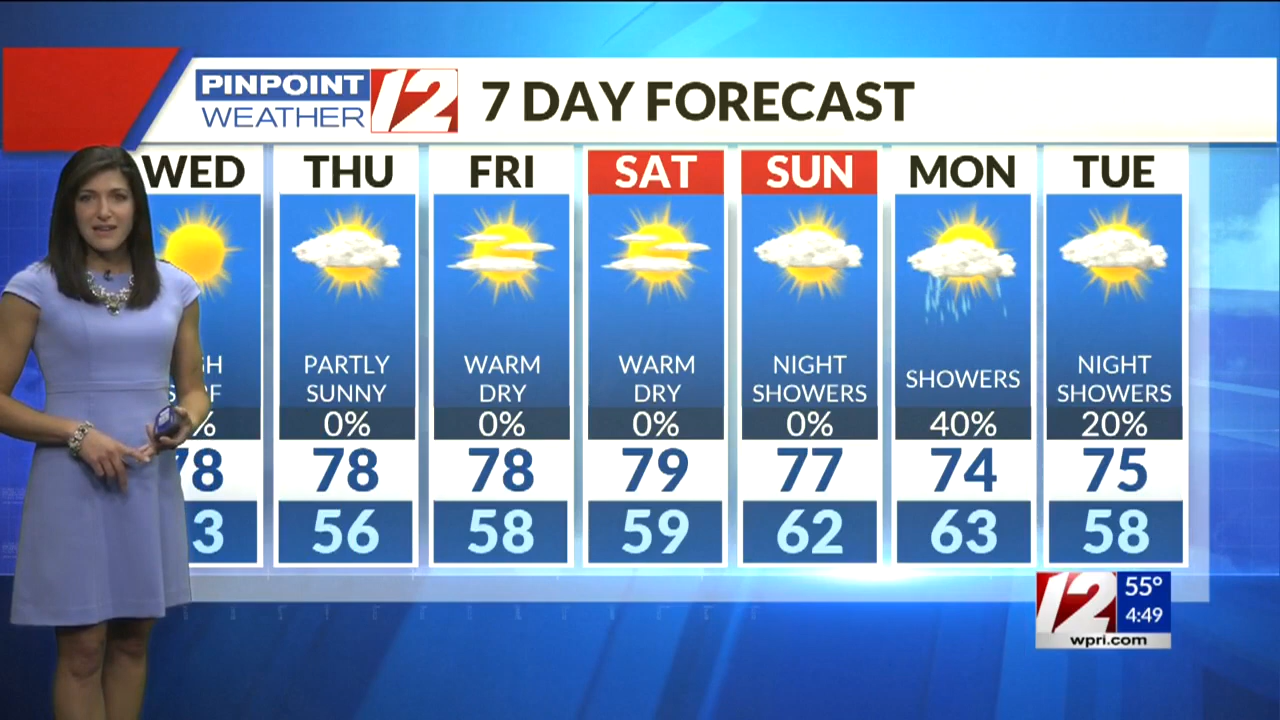 PINPOINT
WEATHER 12
7 DAY FORECAST
WED THU FRI SAT SUN MON TUE
PARTLY SUNNY
WARM DRY
WARM DRY
NIGHT SHOWERS
SHOWERS
NIGHT SHOWERS
0% 0% 0% 0% 40% 20%
78 78 78 79 77 74 75
56 58 59 62 63 58
12
55°
4:49
wpri.com